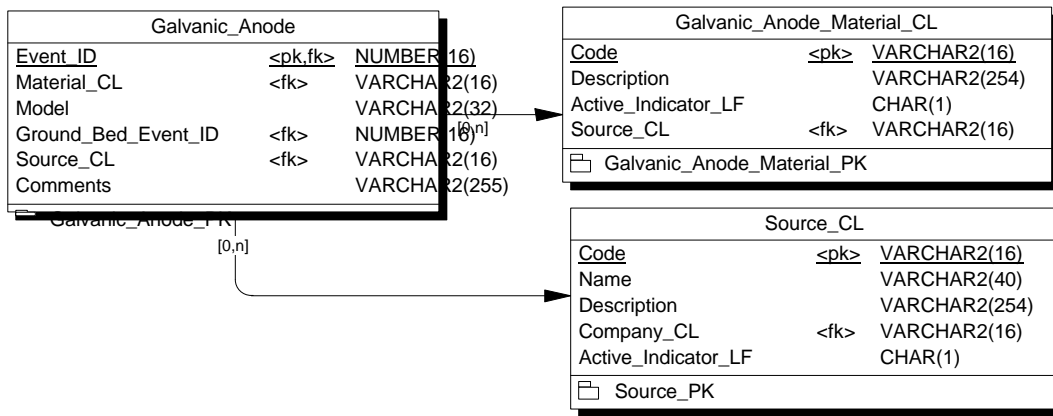 Galvanic_Anode
Event_ID <pk,fk> NUMBER(16)
Material_CL <fk> VARCHAR2(16)
Model VARCHAR2(32)
Ground_Bed_Event_ID <fk> NUMBER(16)
Source_CL <fk> VARCHAR2(16)
Comments VARCHAR2(255)
Galvanic_Anode_PK
[0,n]
[0,n]
Galvanic_Anode_Material_CL
Code <pk> VARCHAR2(16)
Description VARCHAR2(254)
Active_Indicator_LF CHAR(1)
Source_CL <fk> VARCHAR2(16)
Galvanic_Anode_Material_PK
Source_CL
Code <pk> VARCHAR2(16)
Name VARCHAR2(40)
Description VARCHAR2(254)
Company_CL <fk> VARCHAR2(16)
Active_Indicator_LF CHAR(1)
Source_PK